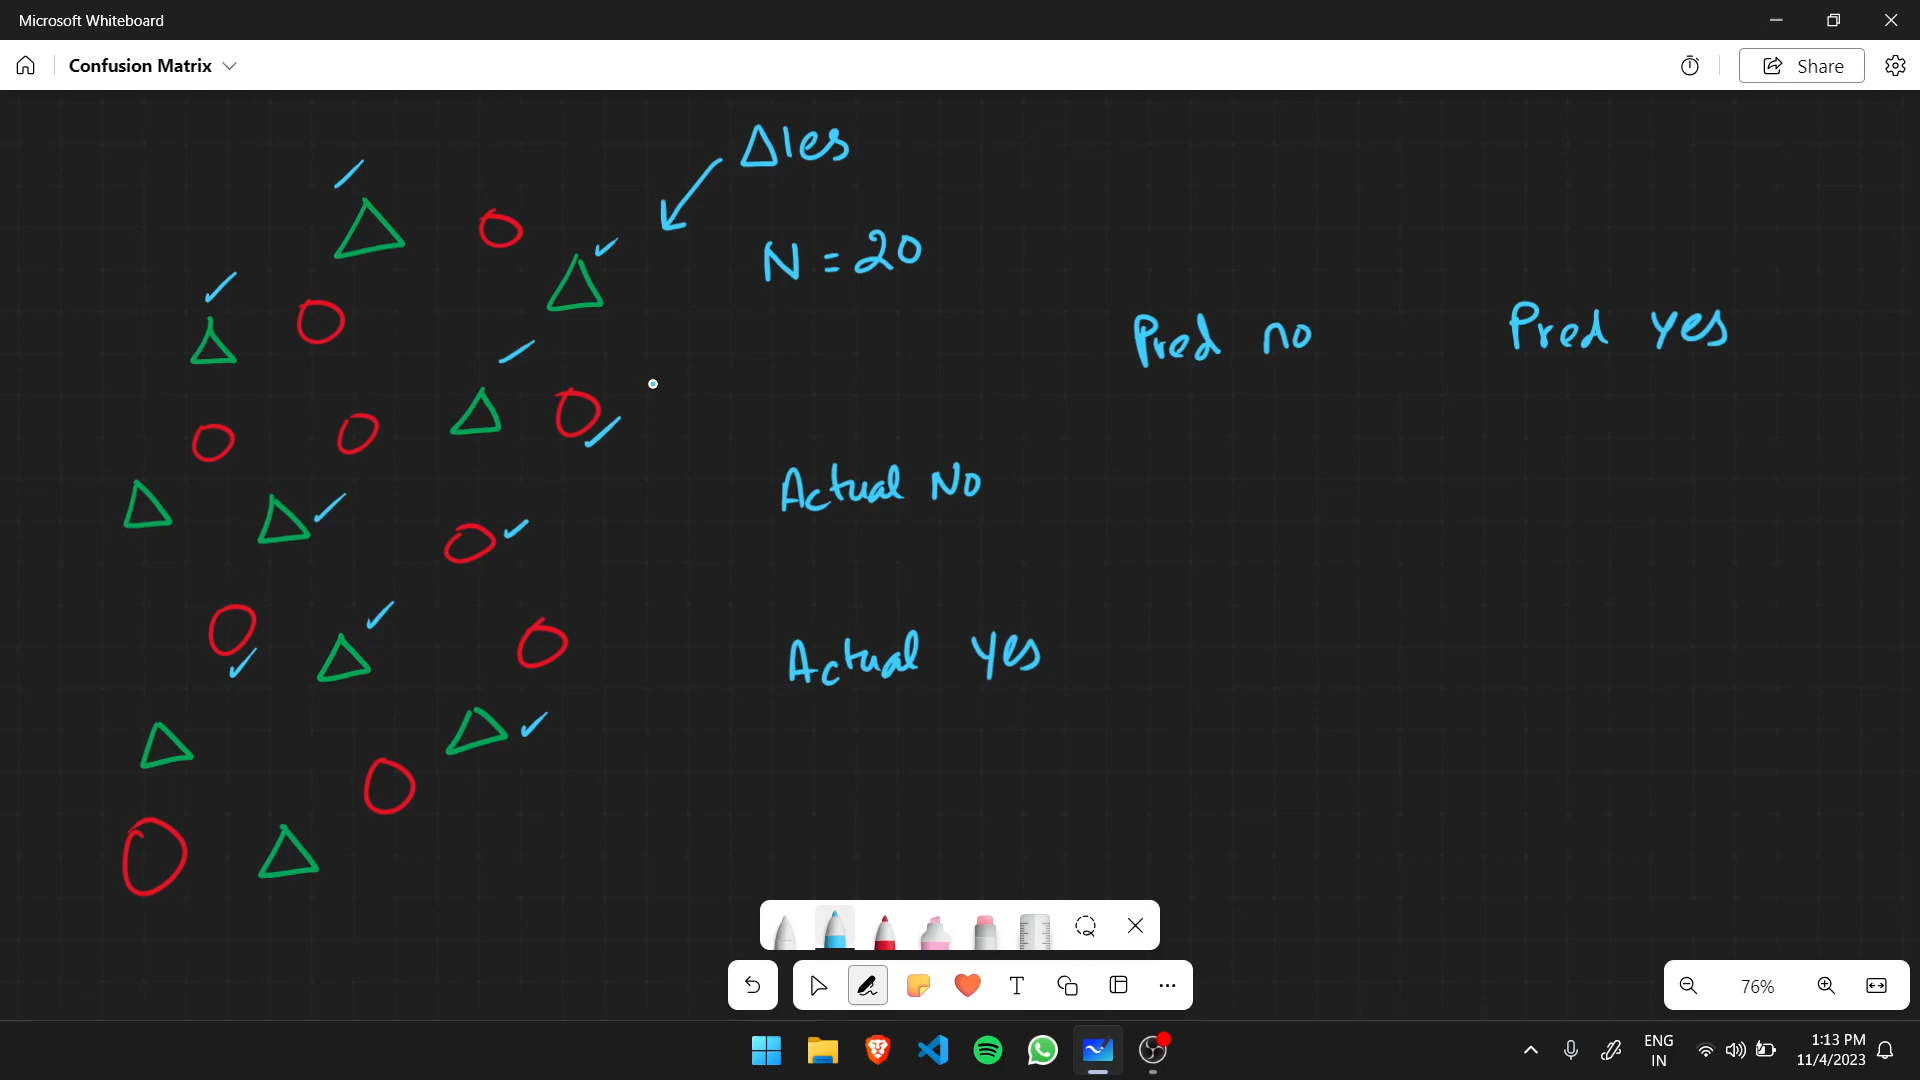 Microsoft Whiteboard
Confusion Matrix
Share
Δles
N = 20
Pred no
Pred yes
Actual No
Actual yes
76%
ENG
IN
1:13 PM
11/4/2023